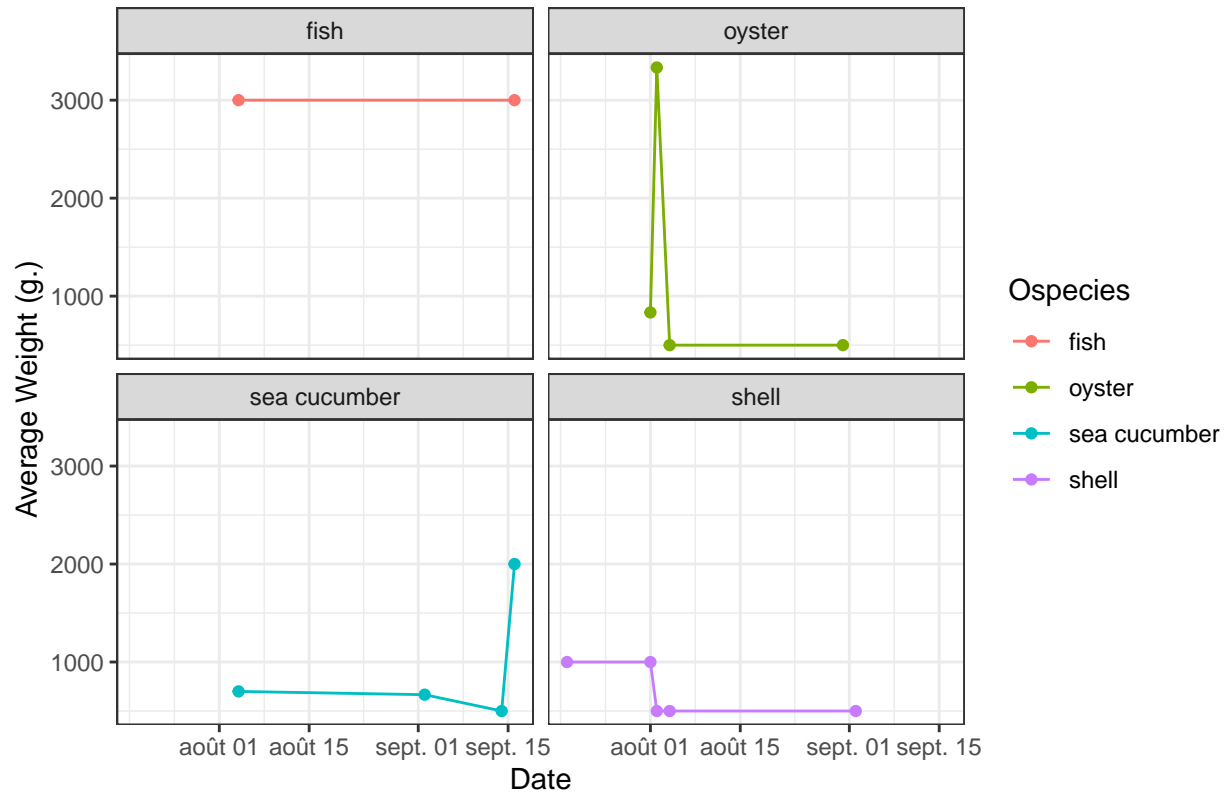 fish
oyster
3000
2000
1000
sea cucumber
shell
3000
2000
1000
août 01 août 15 sept. 01 sept. 15
août 01 août 15 sept. 01 sept. 15
Date
Average Weight (g.)
Ospecies
fish
oyster
sea cucumber
shell